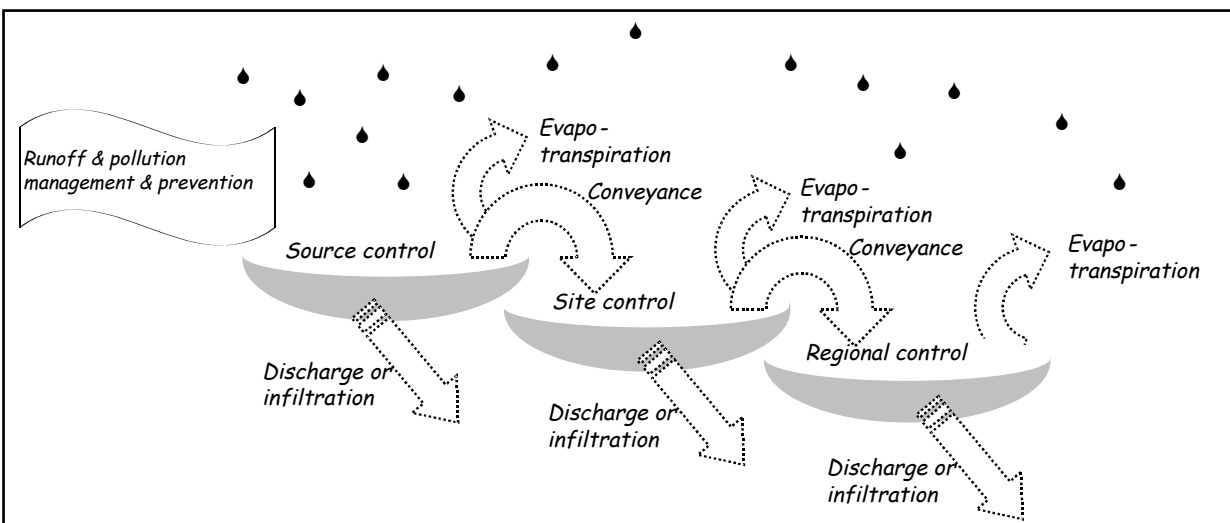 Runoff & pollution
management & prevention
Evapo-
transpiration
Conveyance
Source control
Evapo-
transpiration
Conveyance
Evapo-
transpiration
Site control
Regional control
Discharge or
infiltration
Discharge or
infiltration
Discharge or
infiltration